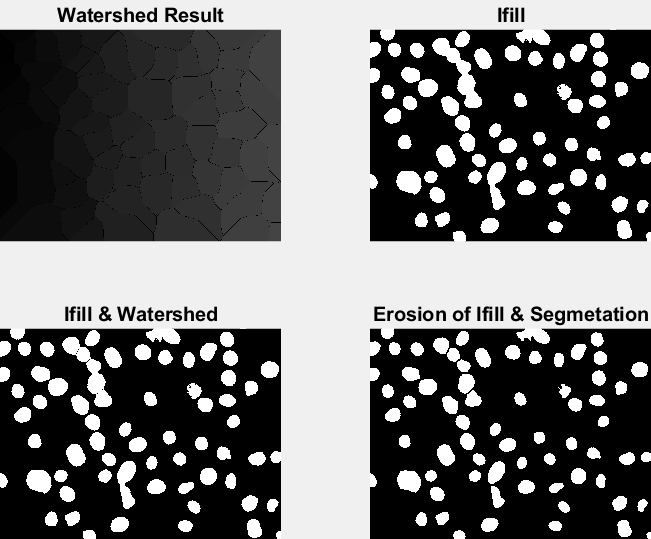 Watershed Result
Ifill
Ifill & Watershed
Erosion of Ifill & Segmetation